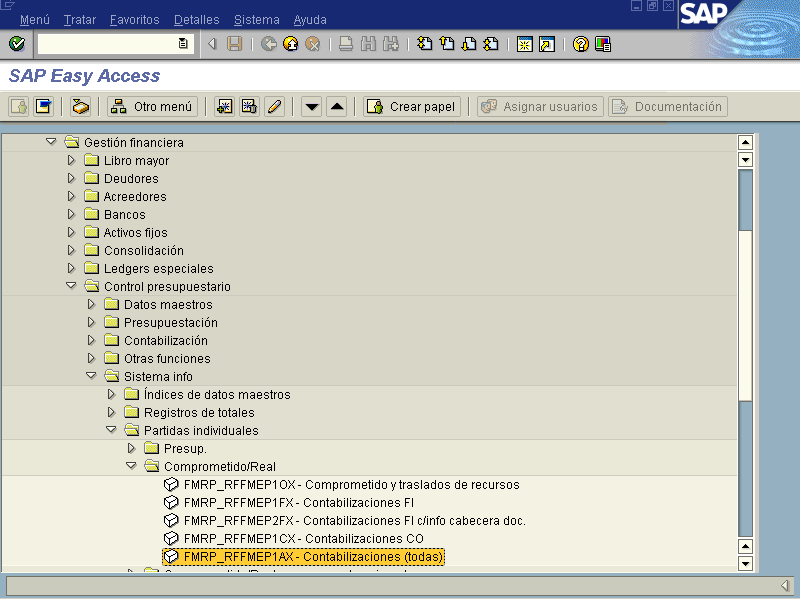 Menú Tratar Favoritos Detalles Sistema Ayuda
SAP
SAP Easy Access
Otro menú Crear papel Asignar usuarios Documentación
Gestión financiera
Libro mayor
Deudores
Acreedores
Bancos
Activos fijos
Consolidación
Ledgers especiales
Control presupuestario
Datos maestros
Presupuestación
Contabilización
Otras funciones
Sistema info
Índices de datos maestros
Registros de totales
Partidas individuales
Presup.
Comprometido/Real
FMRP_RFFMEP1OX - Comprometido y traslados de recursos
FMRP_RFFMEP1FX - Contabilizaciones FI
FMRP_RFFMEP2FX - Contabilizaciones FI c/info cabecera doc.
FMRP_RFFMEP1CX - Contabilizaciones CO
FMRP_RFFMEP1AX - Contabilizaciones (todas)